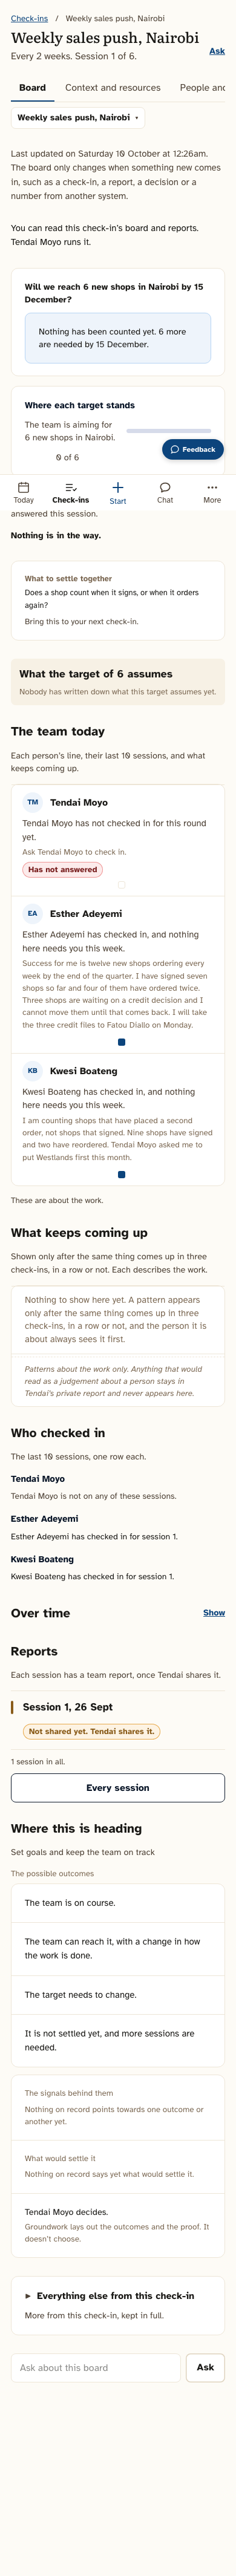 Check-ins / Weekly sales push, Nairobi
Weekly sales push, Nairobi
Every 2 weeks. Session 1 of 6.
Ask
Board Context and resources People and
Weekly sales push, Nairobi
Last updated on Saturday 10 October at 12:26am.
The board only changes when something new comes
in, such as a check-in, a report, a decision or a
number from another system.
You can read this check-in's board and reports.
Tendai Moyo runs it.
Will we reach 6 new shops in Nairobi by 15
December?
Nothing has been counted yet. 6 more
are needed by 15 December.
Where each target stands
The team is aiming for
6 new shops in Nairobi.
0 of 6
Feedback
Today Check-ins Start Chat More
answered this session.
Nothing is in the way.
What to settle together
Does a shop count when it signs, or when it orders
again?
Bring this to your next check-in.
What the target of 6 assumes
Nobody has written down what this target assumes yet.
The team today
Each person's line, their last 10 sessions, and what
keeps coming up.
TM Tendai Moyo
Tendai Moyo has not checked in for this round
yet.
Ask Tendai Moyo to check in.
Has not answered
EA Esther Adeyemi
Esther Adeyemi has checked in, and nothing
here needs you this week.
Success for me is twelve new shops ordering every
week by the end of the quarter. I have signed seven
shops so far and four of them have ordered twice.
Three shops are waiting on a credit decision and I
cannot move them until that comes back. I will take
the three credit files to Fatou Diallo on Monday.
KB Kwesi Boateng
Kwesi Boateng has checked in, and nothing
here needs you this week.
I am counting shops that have placed a second
order, not shops that signed. Nine shops have signed
and two have reordered. Tendai Moyo asked me to
put Westlands first this month.
These are about the work.
What keeps coming up
Shown only after the same thing comes up in three
check-ins, in a row or not. Each describes the work.
Nothing to show here yet. A pattern appears
only after the same thing comes up in three
check-ins, in a row or not, and the person it is
about always sees it first.
Patterns about the work only. Anything that would
read as a judgement about a person stays in
Tendai's private report and never appears here.
Who checked in
The last 10 sessions, one row each.
Tendai Moyo
Tendai Moyo is not on any of these sessions.
Esther Adeyemi
Esther Adeyemi has checked in for session 1.
Kwesi Boateng
Kwesi Boateng has checked in for session 1.
Over time
Show
Reports
Each session has a team report, once Tendai shares it.
Session 1, 26 Sept
Not shared yet. Tendai shares it.
1 session in all.
Every session
Where this is heading
Set goals and keep the team on track
The possible outcomes
The team is on course.
The team can reach it, with a change in how
the work is done.
The target needs to change.
It is not settled yet, and more sessions are
needed.
The signals behind them
Nothing on record points towards one outcome or
another yet.
What would settle it
Nothing on record says yet what would settle it.
Tendai Moyo decides.
Groundwork lays out the outcomes and the proof. It
doesn't choose.
Everything else from this check-in
More from this check-in, kept in full.
Ask about this board
Ask